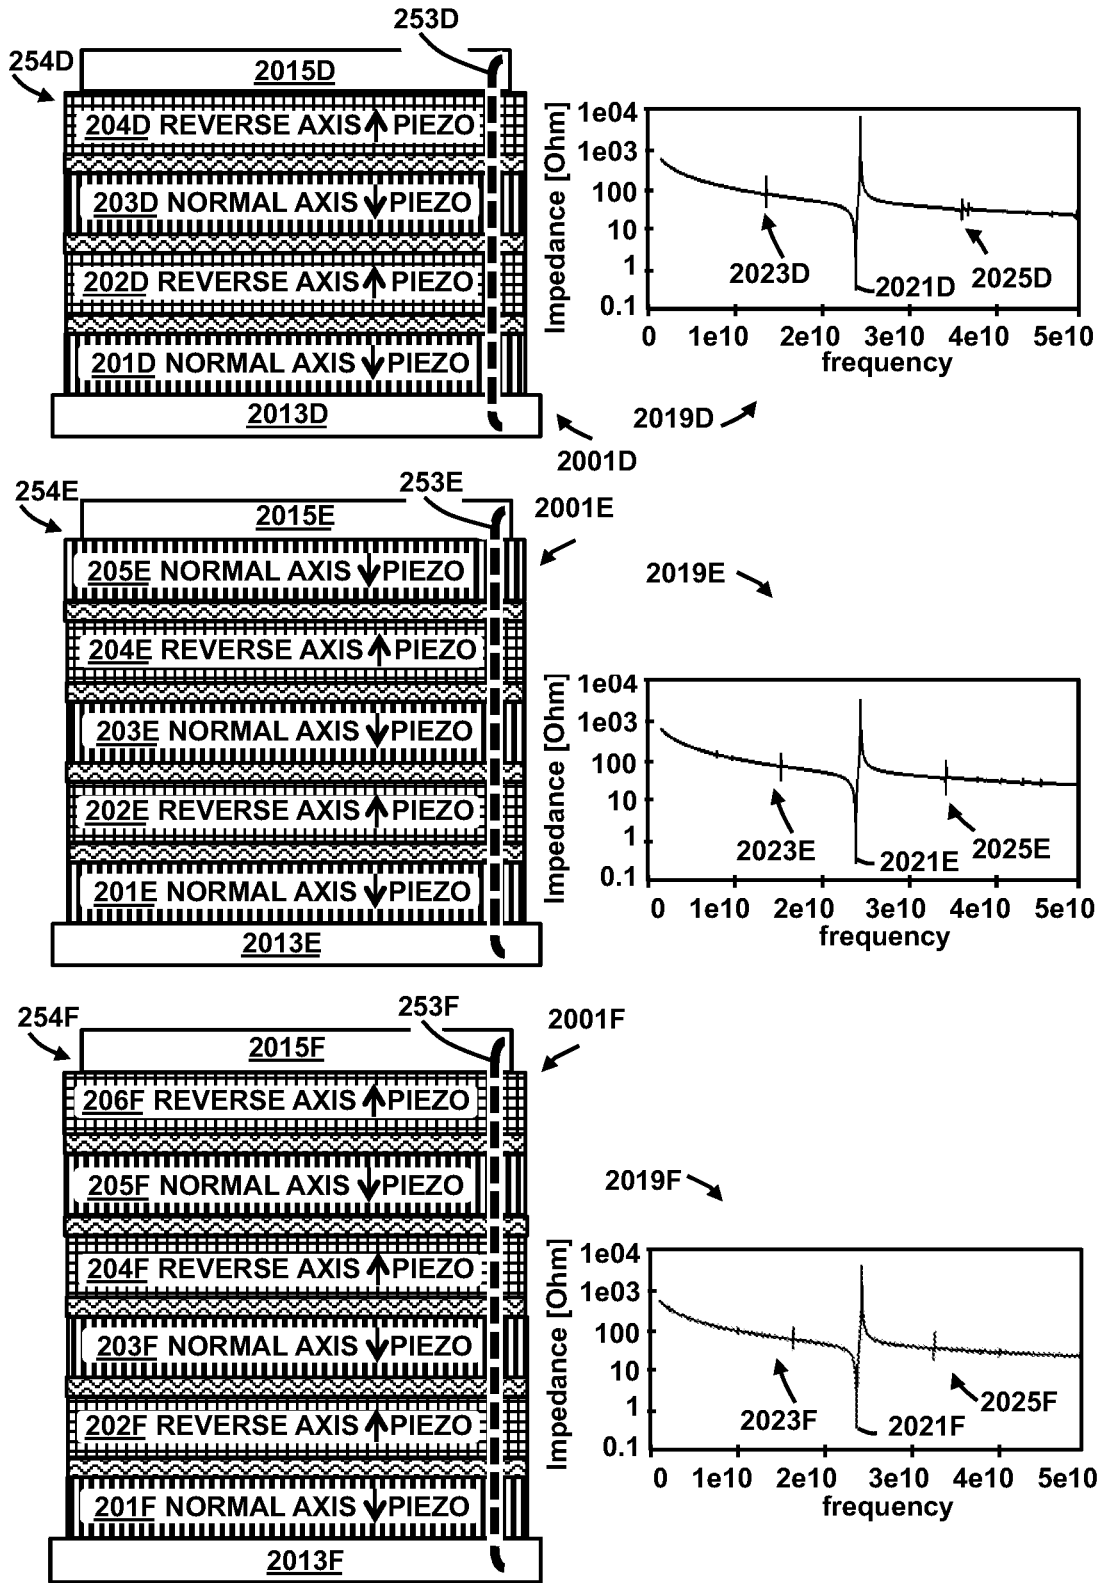 253D
254D
2015D
204D REVERSE AXIS ↑ PIEZO
203D NORMAL AXIS ↓ PIEZO
202D REVERSE AXIS ↑ PIEZO
201D NORMAL AXIS ↓ PIEZO
2013D
2001D
Impedance [Ohm]
1e04
1e03
100
10
1
0.1
2023D
2021D
2025D
0 1e10 2e10 3e10 4e10 5e10
frequency
2019D
253E
254E
2015E
2001E
205E NORMAL AXIS ↓ PIEZO
204E REVERSE AXIS ↑ PIEZO
203E NORMAL AXIS ↓ PIEZO
202E REVERSE AXIS ↑ PIEZO
201E NORMAL AXIS ↓ PIEZO
2013E
2019E
Impedance [Ohm]
1e04
1e03
100
10
1
0.1
2023E
2021E
2025E
0 1e10 2e10 3e10 4e10 5e10
frequency
253F
254F
2015F
2001F
206F REVERSE AXIS ↑ PIEZO
205F NORMAL AXIS ↓ PIEZO
204F REVERSE AXIS ↑ PIEZO
203F NORMAL AXIS ↓ PIEZO
202F REVERSE AXIS ↑ PIEZO
201F NORMAL AXIS ↓ PIEZO
2013F
2019F
Impedance [Ohm]
1e04
1e03
100
10
1
0.1
2023F
2021F
2025F
0 1e10 2e10 3e10 4e10 5e10
frequency